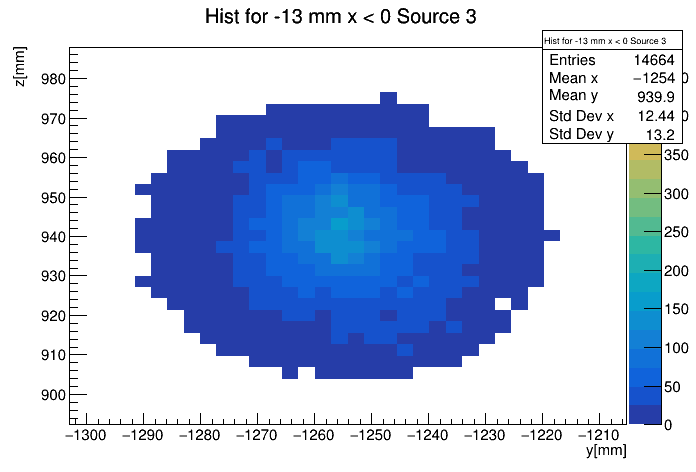 Hist for -13 mm x < 0 Source 3
z[mm]
Hist for -13 mm x < 0 Source 3
Entries 14664
Mean x −1254
Mean y 939.9
Std Dev x 12.44
Std Dev y 13.2
980
970
960
950
940
930
920
910
900
0
0
350
300
250
200
150
100
50
0
−1300 −1290 −1280 −1270 −1260 −1250 −1240 −1230 −1220 −1210
y[mm]